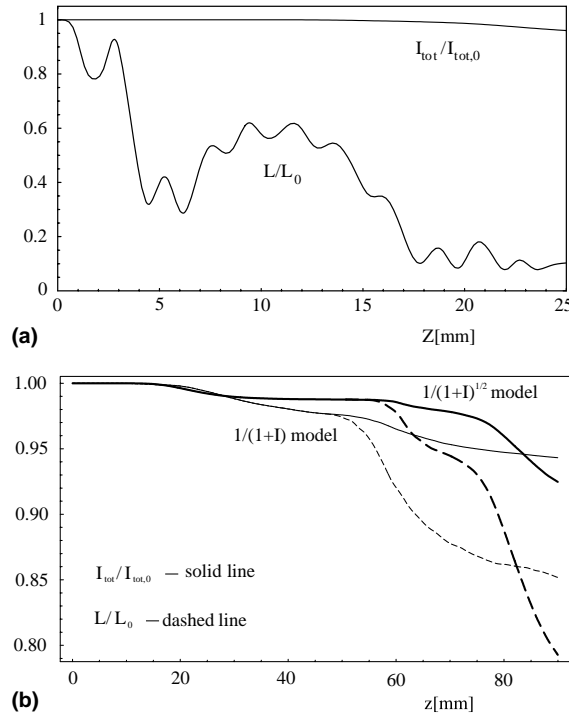 1
0.8
0.6
0.4
0.2
0
I_tot/I_tot,0
L/L_0
0 5 10 15 20 25
Z[mm]
(a)
1.00
0.95
0.90
0.85
0.80
1/(1+I)^1/2 model
1/(1+I) model
I_tot/I_tot,0 — solid line
L/L_0 — dashed line
0 20 40 60 80
z[mm]
(b)